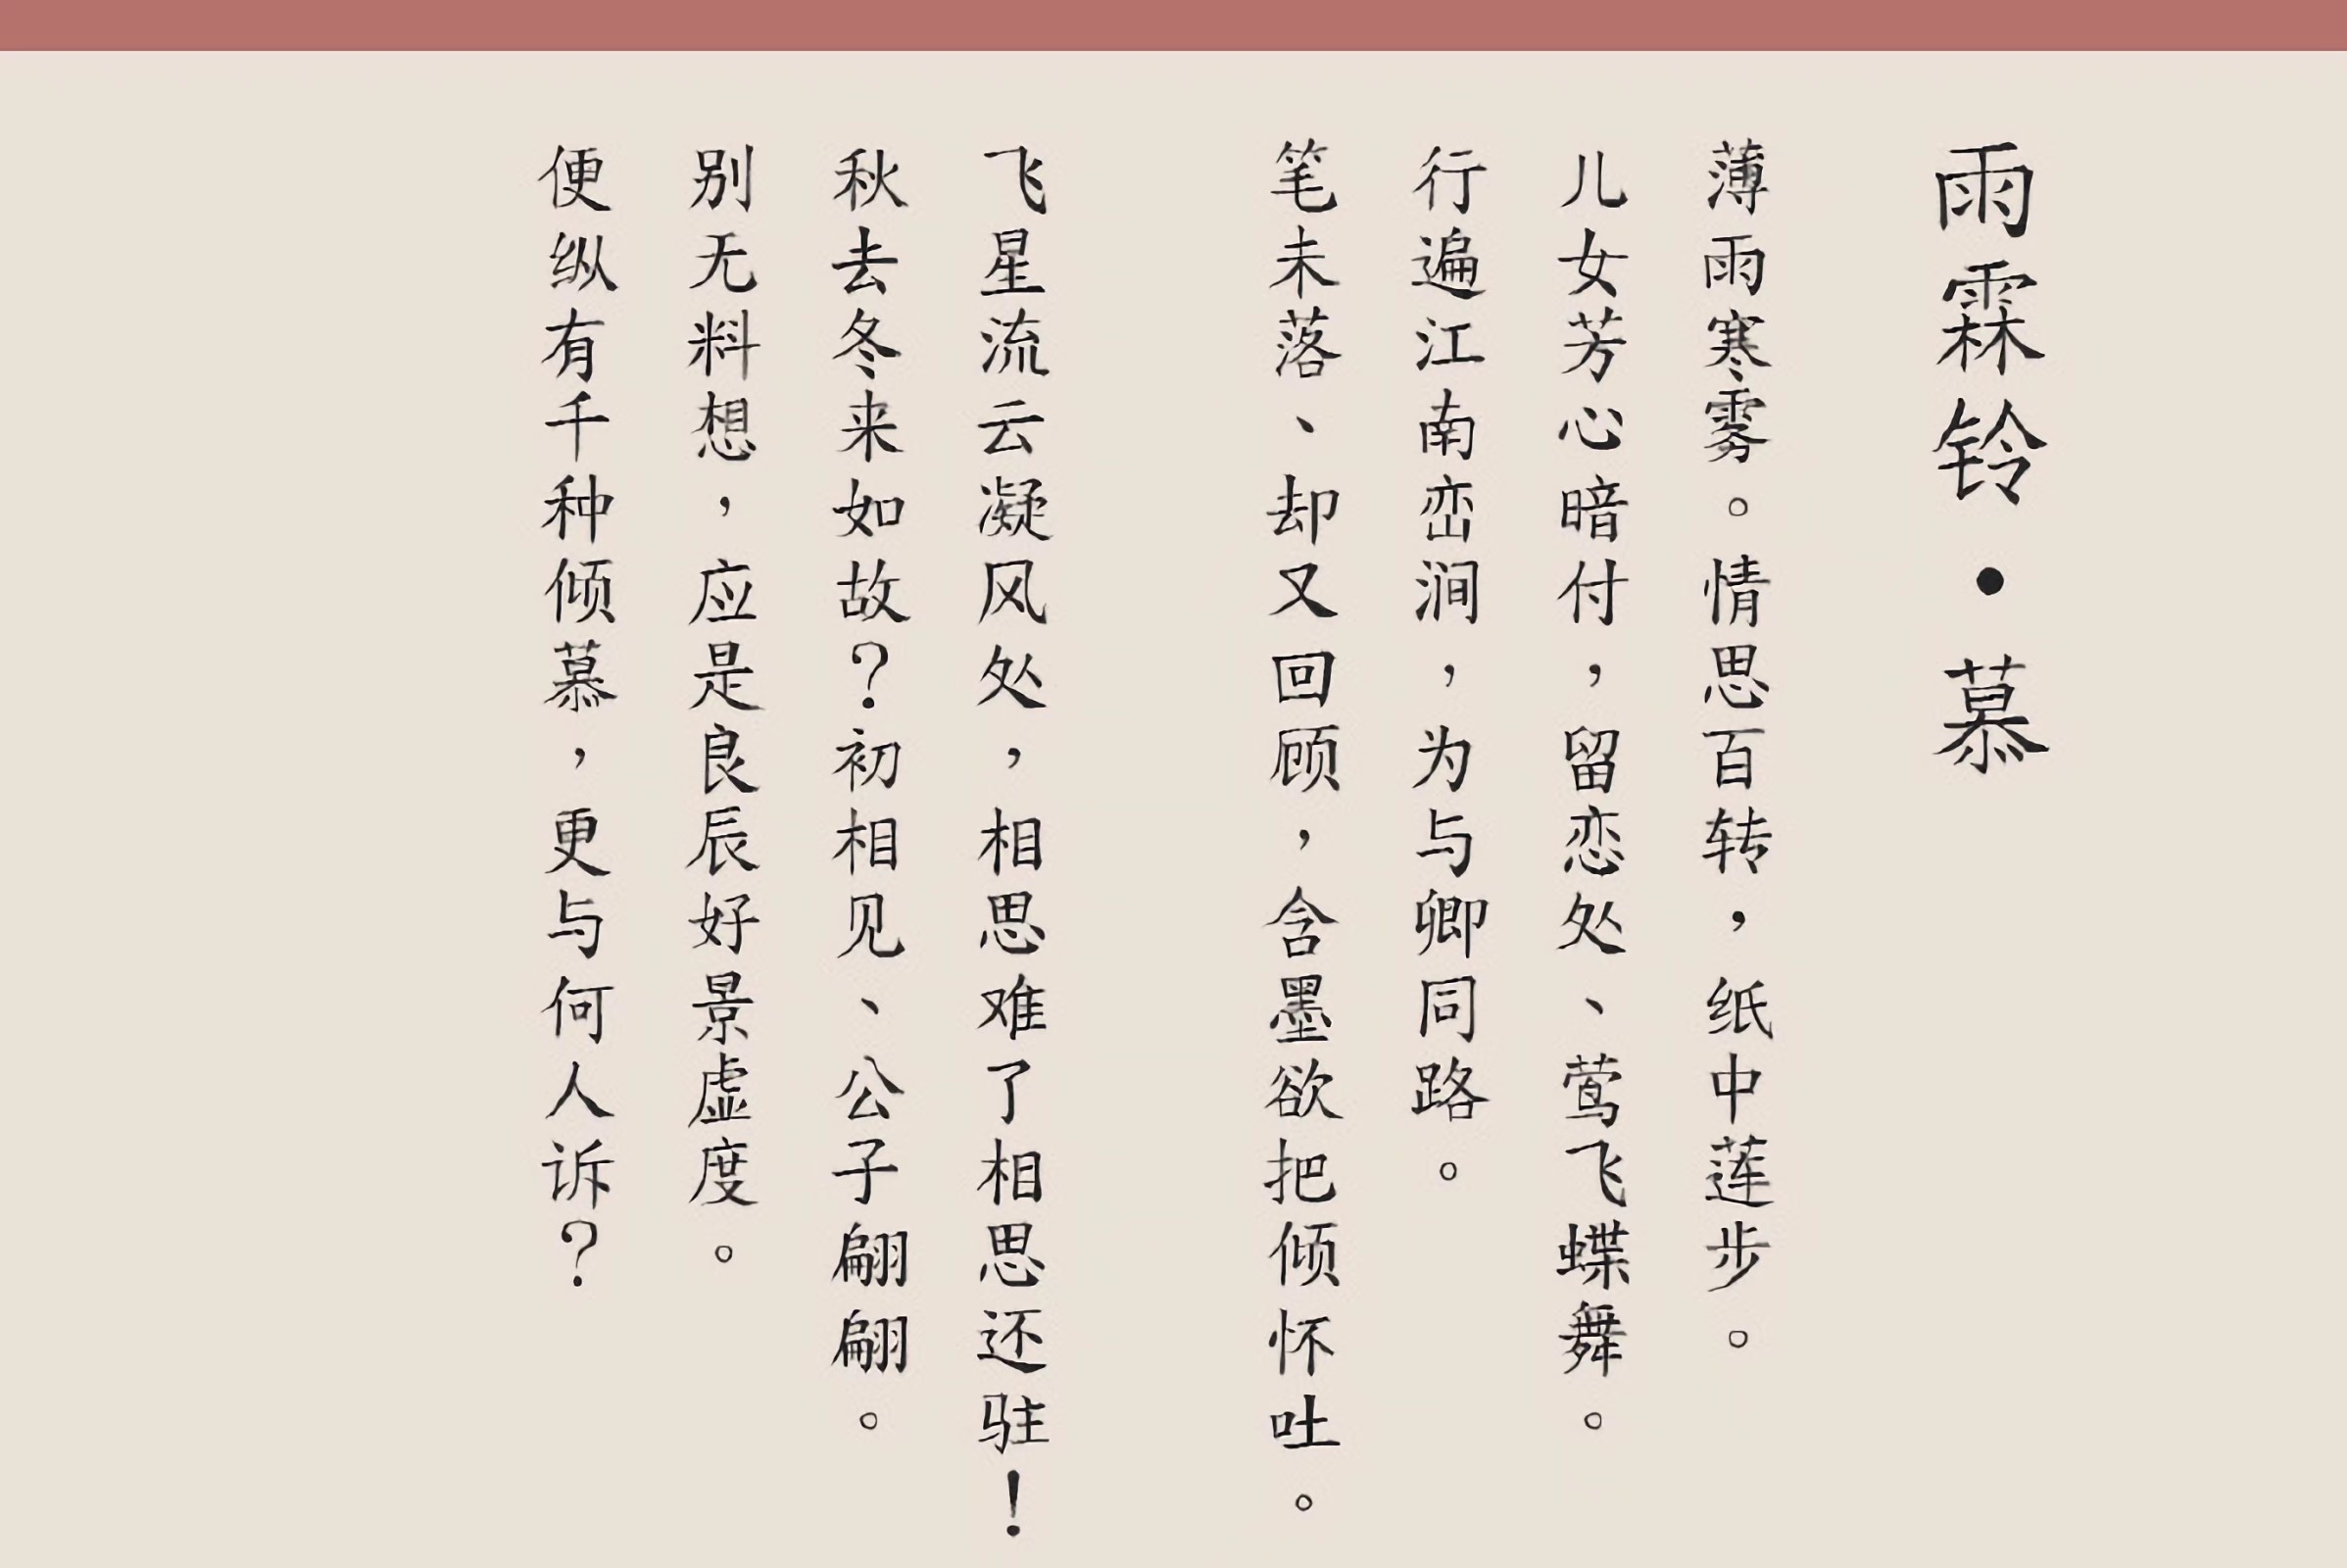 雨霖铃·慕
薄雨寒雾。情思百转，纸中莲步。
儿女芳心暗付，留恋处、莺飞蝶舞。
行遍江南峦涧，为与卿同路。
笔未落、却又回顾，含墨欲把倾怀吐。
飞星流云凝风处，相思难了相思还驻！
秋去冬来如故？初相见、公子翩翩。
别无料想，应是良辰好景虚度。
便纵有千种倾慕，更与何人诉？